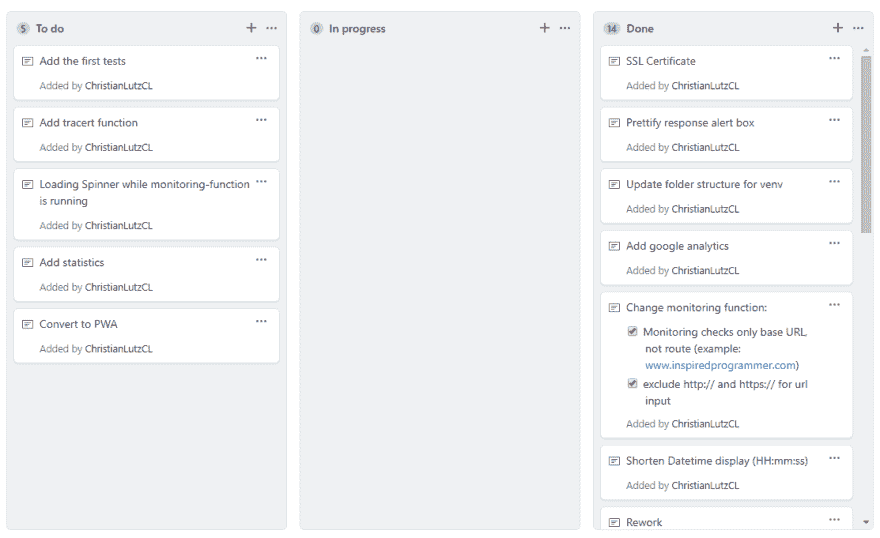 5 To do
Add the first tests
Added by ChristianLutzCL
Add tracert function
Added by ChristianLutzCL
Loading Spinner while monitoring-function
is running
Added by ChristianLutzCL
Add statistics
Added by ChristianLutzCL
Convert to PWA
Added by ChristianLutzCL
0 In progress
14 Done
SSL Certificate
Added by ChristianLutzCL
Prettify response alert box
Added by ChristianLutzCL
Update folder structure for venv
Added by ChristianLutzCL
Add google analytics
Added by ChristianLutzCL
Change monitoring function:
Monitoring checks only base URL,
not route (example:
www.inspiredprogrammer.com)
exclude http:// and https:// for url
input
Added by ChristianLutzCL
Shorten Datetime display (HH:mm:ss)
Added by ChristianLutzCL
Rework